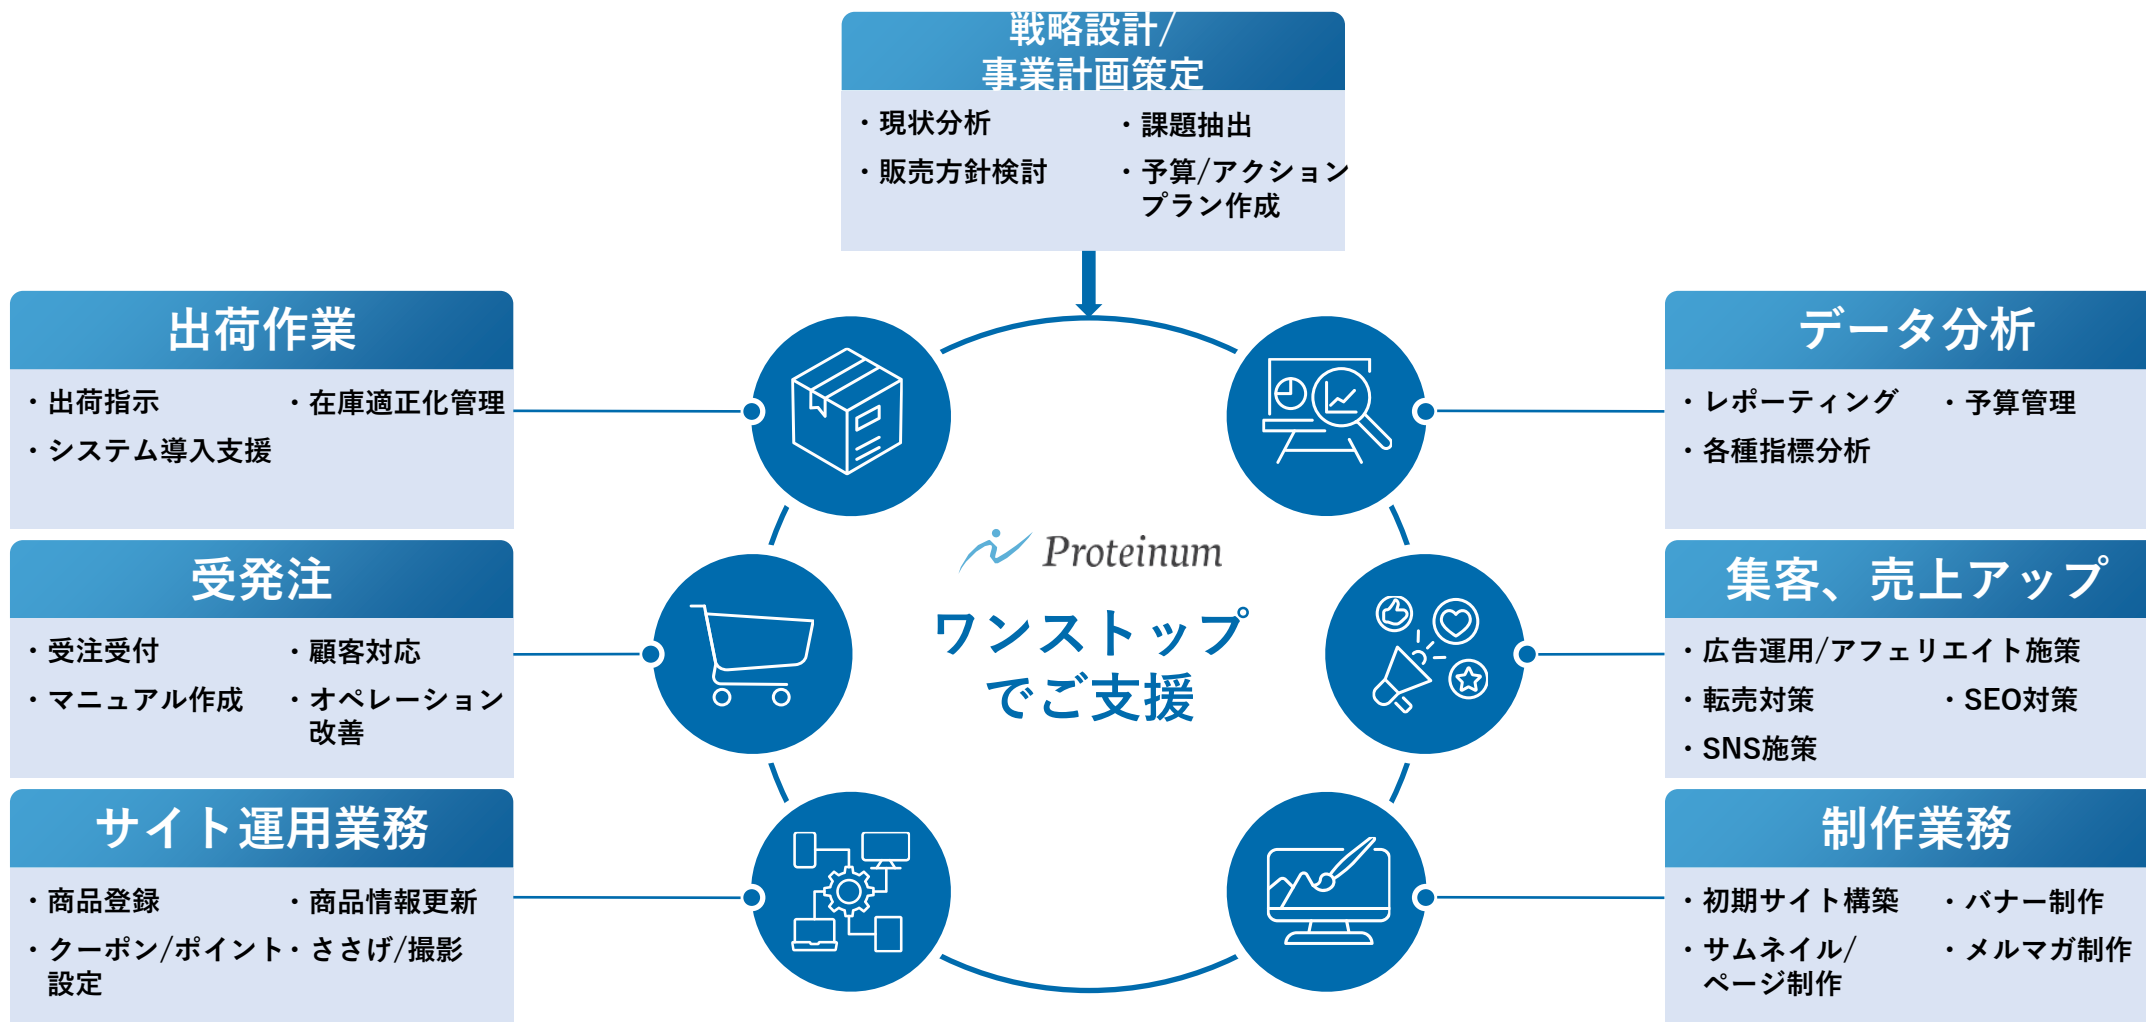 戦略設計/
事業計画策定
・現状分析
・課題抽出
・販売方針検討
・予算/アクション
プラン作成
出荷作業
・出荷指示
・在庫適正化管理
・システム導入支援
受発注
・受注受付
・顧客対応
・マニュアル作成
・オペレーション
改善
サイト運用業務
・商品登録
・商品情報更新
・クーポン/ポイント
設定
・ささげ/撮影
Proteinum
ワンストップ
でご支援
データ分析
・レポーティング
・予算管理
・各種指標分析
集客、売上アップ
・広告運用/アフェリエイト施策
・転売対策
・SEO対策
・SNS施策
制作業務
・初期サイト構築
・バナー制作
・サムネイル/
ページ制作
・メルマガ制作